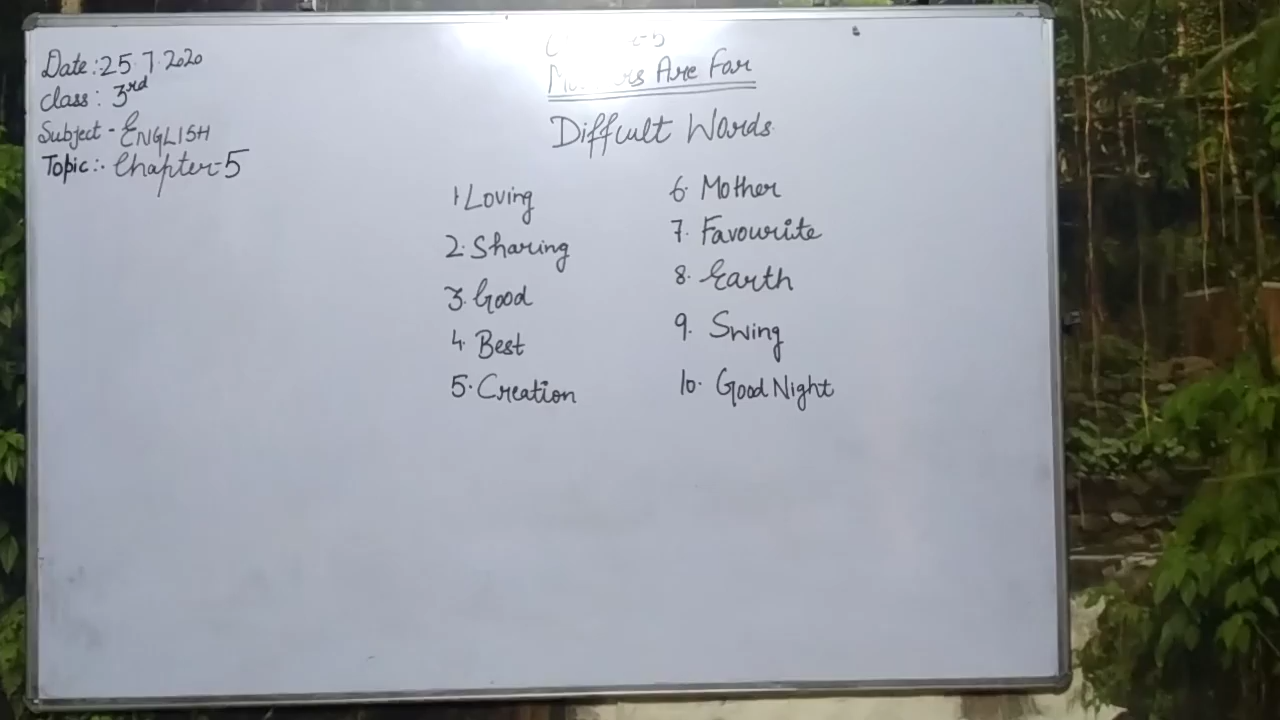 Date :25.7.2020
Class : 3rd
Subject - ENGLISH
Topic :- Chapter-5
Are For
Diffcult Words
1 Loving
2. Sharing
3. Good
4. Best
5. Creation
6. Mother
7. Favourite
8. Earth
9. Swing
10. Good Night